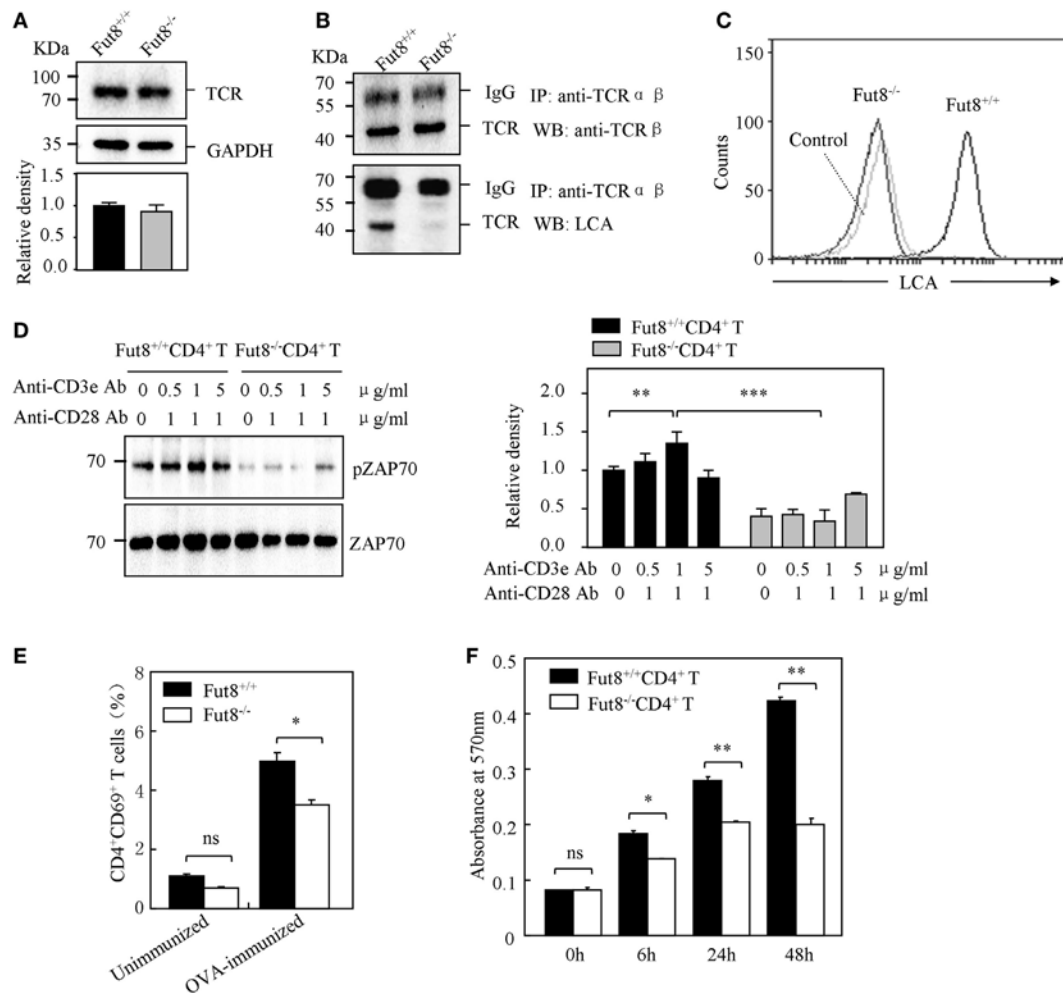 A
Fut8+/+
Fut8-/-
KDa
100
70
TCR
35
GAPDH
Relative density
1.5
1.0
0.5
0.0
B
Fut8+/+
Fut8-/-
KDa
70
55
40
IgG IP: anti-TCR α β
TCR WB: anti-TCR β
70
55
40
IgG IP: anti-TCR α β
TCR WB: LCA
C
150
100
50
0
Counts
Fut8-/-
Fut8+/+
Control
LCA
D
Fut8+/+CD4+ T Fut8-/-CD4+ T
Anti-CD3e Ab 0 0.5 1 5 0 0.5 1 5 μ g/ml
Anti-CD28 Ab 0 1 1 1 0 1 1 1 μ g/ml
70 pZAP70
70 ZAP70
Fut8+/+CD4+ T
Fut8-/-CD4+ T
Relative density
2.0
1.5
1.0
0.5
0.0
** ***
Anti-CD3e Ab 0 0.5 1 5 0 0.5 1 5 μ g/ml
Anti-CD28 Ab 0 1 1 1 0 1 1 1 μ g/ml
E
CD4+CD69+ T cells (%)
8
6
4
2
0
Fut8+/+
Fut8-/-
ns
*
Unimmunized
OVA-immunized
F
Absorbance at 570nm
0.5
0.4
0.3
0.2
0.1
0
Fut8+/+CD4+ T
Fut8-/-CD4+ T
ns
*
**
**
0h 6h 24h 48h